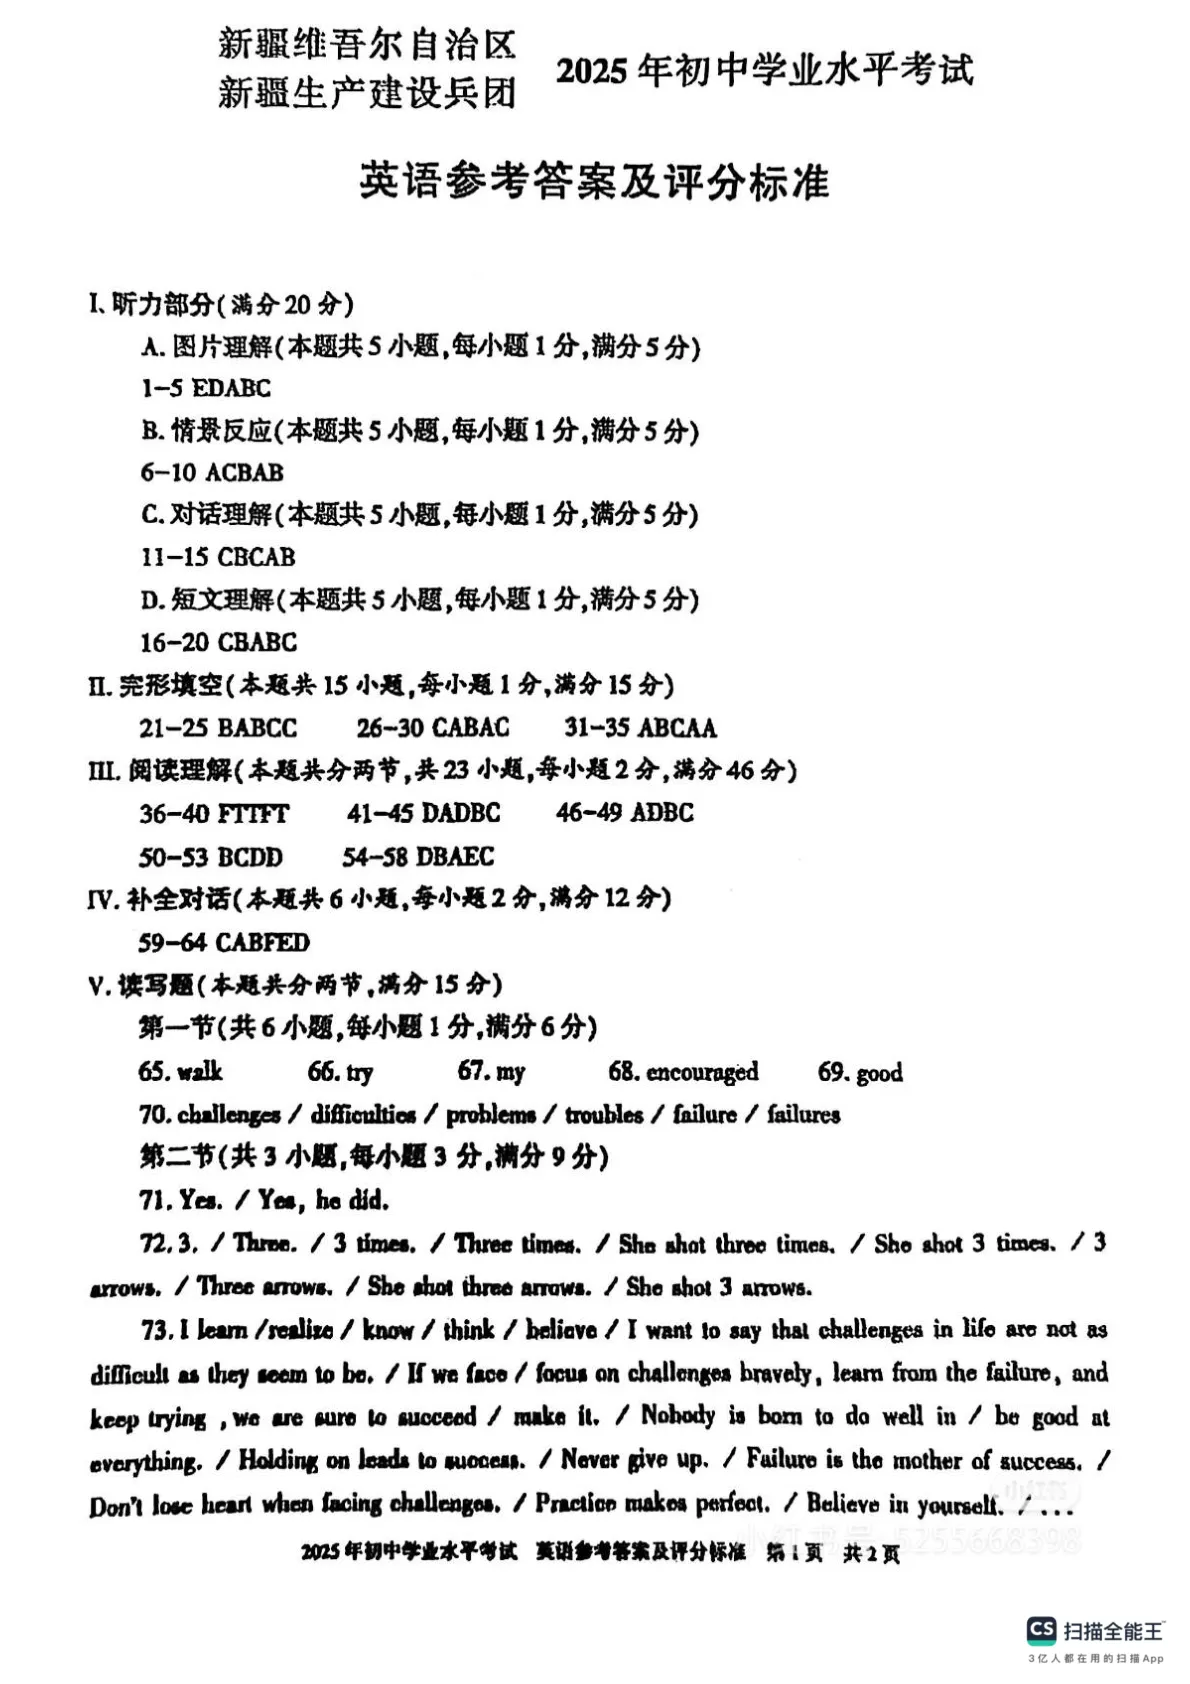 新疆维吾尔自治区
新疆生产建设兵团
2025年初中学业水平考试
英语参考答案及评分标准
I、听力部分(满分20分)
A.图片理解(本题共5小题,每小题1分,满分5分)
1-5 EDABC
B.情景反应(本题共5小题,每小题1分,满分5分)
6-10 ACBAB
C.对话理解(本题共5小题,每小题1分,满分5分)
11-15 CBCAB
D.短文理解(本题共5小题,每小题1分,满分5分)
16-20 CBABC
II.完形填空(本题共15小题,每小题1分,满分15分)
21-25 BABCC 26-30 CABAC 31-35 ABCAA
III.阅读理解(本题共分两节,共23小题,每小题2分,满分46分)
36-40 FTTFT 41-45 DADBC 46-49 ADBC
50-53 BCDD 54-58 DBAEC
IV.补全对话(本题共6小题,每小题2分,满分12分)
59-64 CABFED
V.读写题(本题共分两节,满分15分)
第一节(共6小题,每小题1分,满分6分)
65. walk 66. try 67. my 68. encouraged 69. good
70. challenges / difficulties / problems / troubles / failure / failures
第二节(共3小题,每小题3分,满分9分)
71. Yes. / Yes, he did.
72. 3. / Three. / 3 times. / Three times. / She shot three times. / She shot 3 times. / 3
arrows. / Three arrows. / She shot three arrows. / She shot 3 arrows.
73. I learn /realize / know / think / believe / I want to say that challenges in life are not as
difficult as they seem to be. / If we face / focus on challenges bravely, learn from the failure, and
keep trying , we are sure to succeed / make it. / Nobody is born to do well in / be good at
everything. / Holding on leads to success. / Never give up. / Failure is the mother of success. /
Don't lose heart when facing challenges. / Practice makes perfect. / Believe in yourself. / ...
小红书
小红书号: 5255668398
2025年初中学业水平考试 英语参考答案及评分标准 第1页 共2页
CS 扫描全能王
3亿人都在用的扫描App